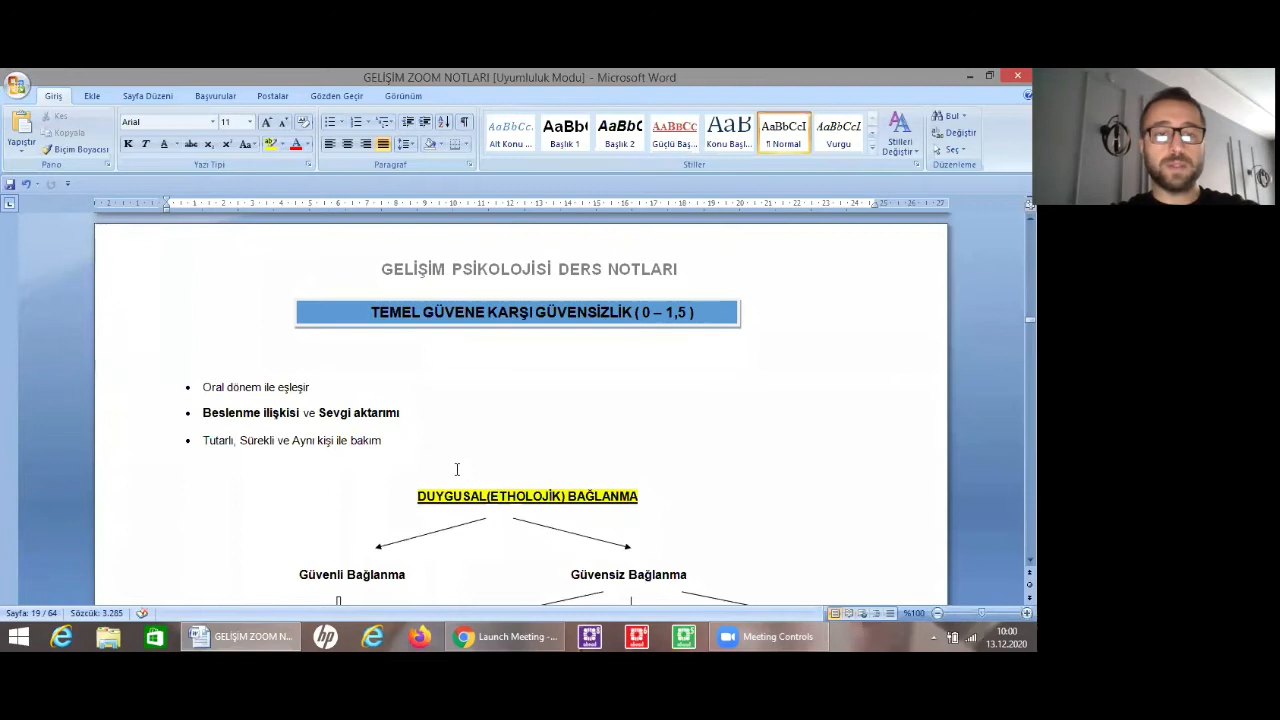 GELİŞİM ZOOM NOTLARI [Uyumluluk Modu] - Microsoft Word
Giriş Ekle Sayfa Düzeni Başvurular Postalar Gözden Geçir Görünüm
Yapıştır
Kes
Kopyala
Biçim Boyacısı
Pano
Arial 11
Yazı Tipi
Paragraf
AaBbCc. AaBbC AaBbC AaBbCc AaB AaBbCcI AaBbCcL
Alt Konu ... Başlık 1 Başlık 2 Güçlü Baş... Konu Başl... ¶ Normal Vurgu
Stilleri Değiştir
Stiller
Bul
Değiştir
Seç
Düzenleme
GELİŞİM PSİKOLOJİSİ DERS NOTLARI
TEMEL GÜVENE KARŞI GÜVENSİZLİK ( 0 – 1,5 )
• Oral dönem ile eşleşir
• Beslenme ilişkisi ve Sevgi aktarımı
• Tutarlı, Sürekli ve Aynı kişi ile bakım
DUYGUSAL(ETHOLOJİK) BAĞLANMA
Güvenli Bağlanma Güvensiz Bağlanma
Sayfa: 19 / 64 Sözcük: 3.285 %100
GELİŞİM ZOOM N... Launch Meeting -... Meeting Controls
10:00
13.12.2020